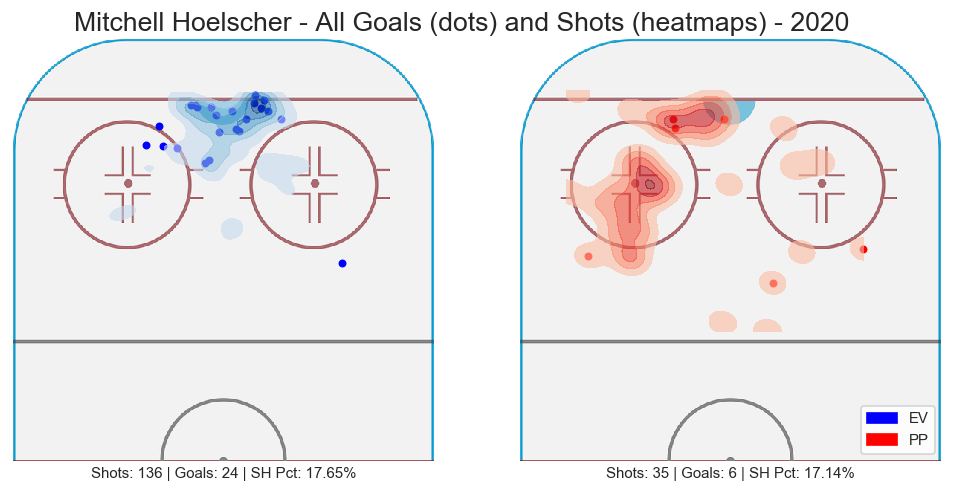 Mitchell Hoelscher - All Goals (dots) and Shots (heatmaps) - 2020
EV
PP
Shots: 136 | Goals: 24 | SH Pct: 17.65%
Shots: 35 | Goals: 6 | SH Pct: 17.14%